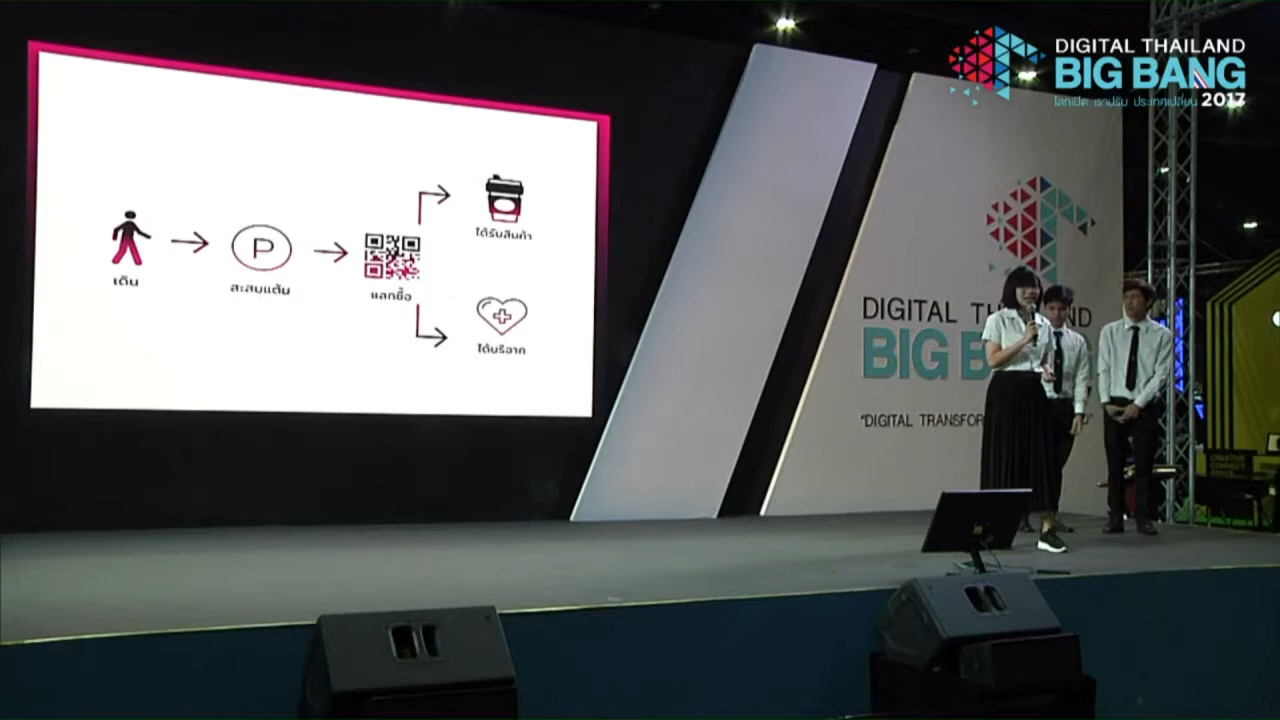 DIGITAL THAILAND
BIG BANG
โลกเปิด เราปรับ ประเทศเปลี่ยน 2017
P
เดิน
สะสมแต้ม
แลกซื้อ
ได้รับสินค้า
ได้บริจาค
DIGITAL TH ND
BIG B
"DIGITAL TRANSFOR